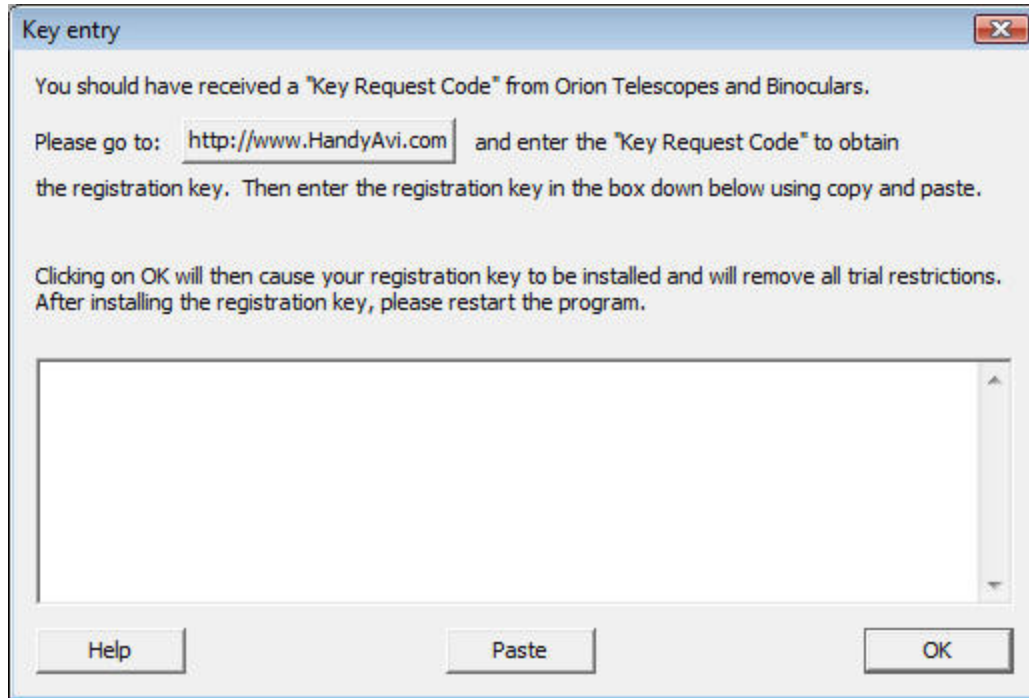 Key entry
You should have received a "Key Request Code" from Orion Telescopes and Binoculars.
Please go to: http://www.HandyAvi.com and enter the "Key Request Code" to obtain
the registration key. Then enter the registration key in the box down below using copy and paste.
Clicking on OK will then cause your registration key to be installed and will remove all trial restrictions.
After installing the registration key, please restart the program.
Help Paste OK